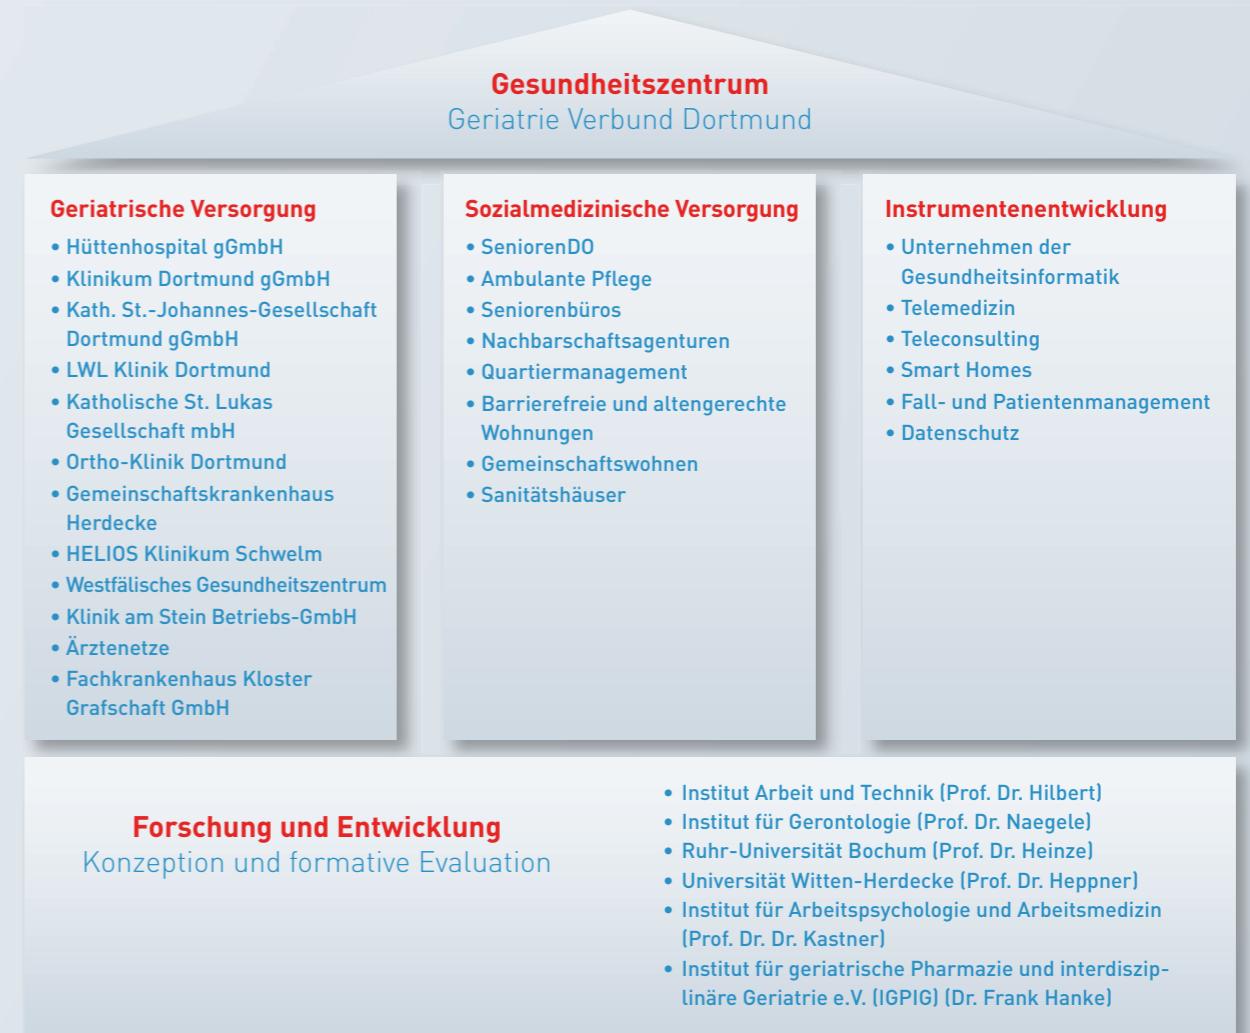 Gesundheitszentrum
Geriatrie Verbund Dortmund
Geriatrische Versorgung
• Hüttenhospital gGmbH
• Klinikum Dortmund gGmbH
• Kath. St.-Johannes-Gesellschaft
Dortmund gGmbH
• LWL Klinik Dortmund
• Katholische St. Lukas
Gesellschaft mbH
• Ortho-Klinik Dortmund
• Gemeinschaftskrankenhaus
Herdecke
• HELIOS Klinikum Schwelm
• Westfälisches Gesundheitszentrum
• Klinik am Stein Betriebs-GmbH
• Ärztenetze
• Fachkrankenhaus Kloster
Grafschaft GmbH
Sozialmedizinische Versorgung
• SeniorenDO
• Ambulante Pflege
• Seniorenbüros
• Nachbarschaftsagenturen
• Quartiermanagement
• Barrierefreie und altengerechte
Wohnungen
• Gemeinschaftswohnen
• Sanitätshäuser
Instrumentenentwicklung
• Unternehmen der
Gesundheitsinformatik
• Telemedizin
• Teleconsulting
• Smart Homes
• Fall- und Patientenmanagement
• Datenschutz
Forschung und Entwicklung
Konzeption und formative Evaluation
• Institut Arbeit und Technik (Prof. Dr. Hilbert)
• Institut für Gerontologie (Prof. Dr. Naegele)
• Ruhr-Universität Bochum (Prof. Dr. Heinze)
• Universität Witten-Herdecke (Prof. Dr. Heppner)
• Institut für Arbeitspsychologie und Arbeitsmedizin
(Prof. Dr. Dr. Kastner)
• Institut für geriatrische Pharmazie und interdiszip-
linäre Geriatrie e.V. (IGPIG) (Dr. Frank Hanke)